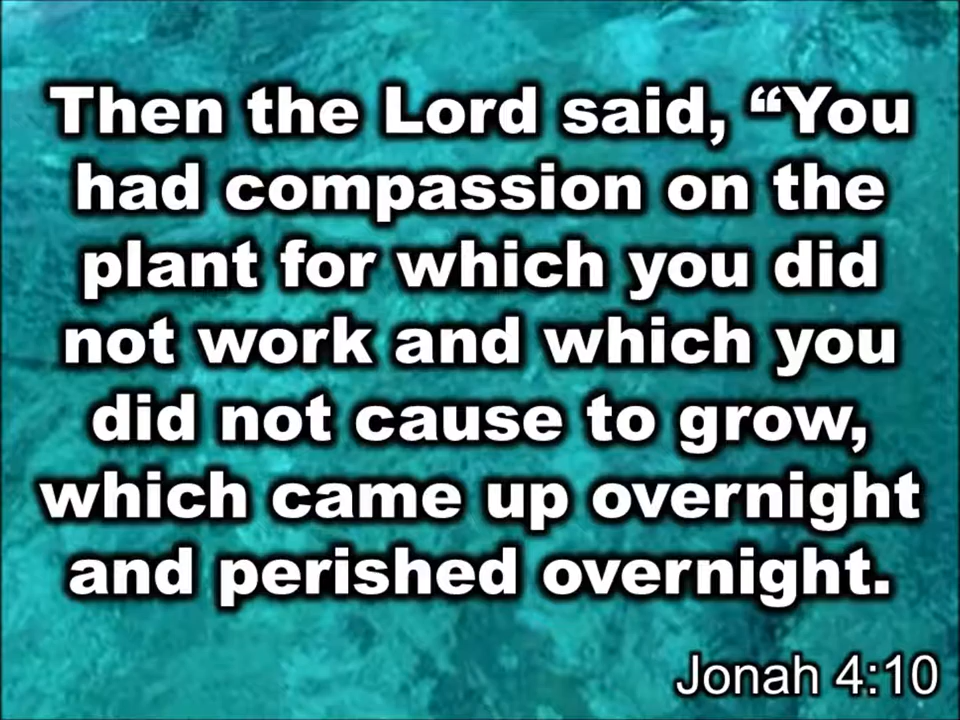 Then the Lord said, “You
had compassion on the
plant for which you did
not work and which you
did not cause to grow,
which came up overnight
and perished overnight.
Jonah 4:10